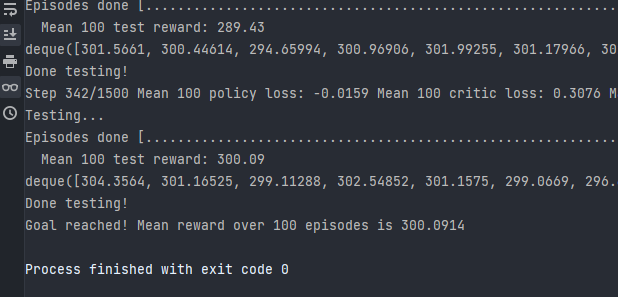 Episodes done [...........................................................
  Mean 100 test reward: 289.43
deque([301.5661, 300.44614, 294.65994, 300.96906, 301.99255, 301.17966, 30
Done testing!
Step 342/1500 Mean 100 policy loss: -0.0159 Mean 100 critic loss: 0.3076 M
Testing...
Episodes done [...........................................................
  Mean 100 test reward: 300.09
deque([304.3564, 301.16525, 299.11288, 302.54852, 301.1575, 299.0669, 296.
Done testing!
Goal reached! Mean reward over 100 episodes is 300.0914
Process finished with exit code 0